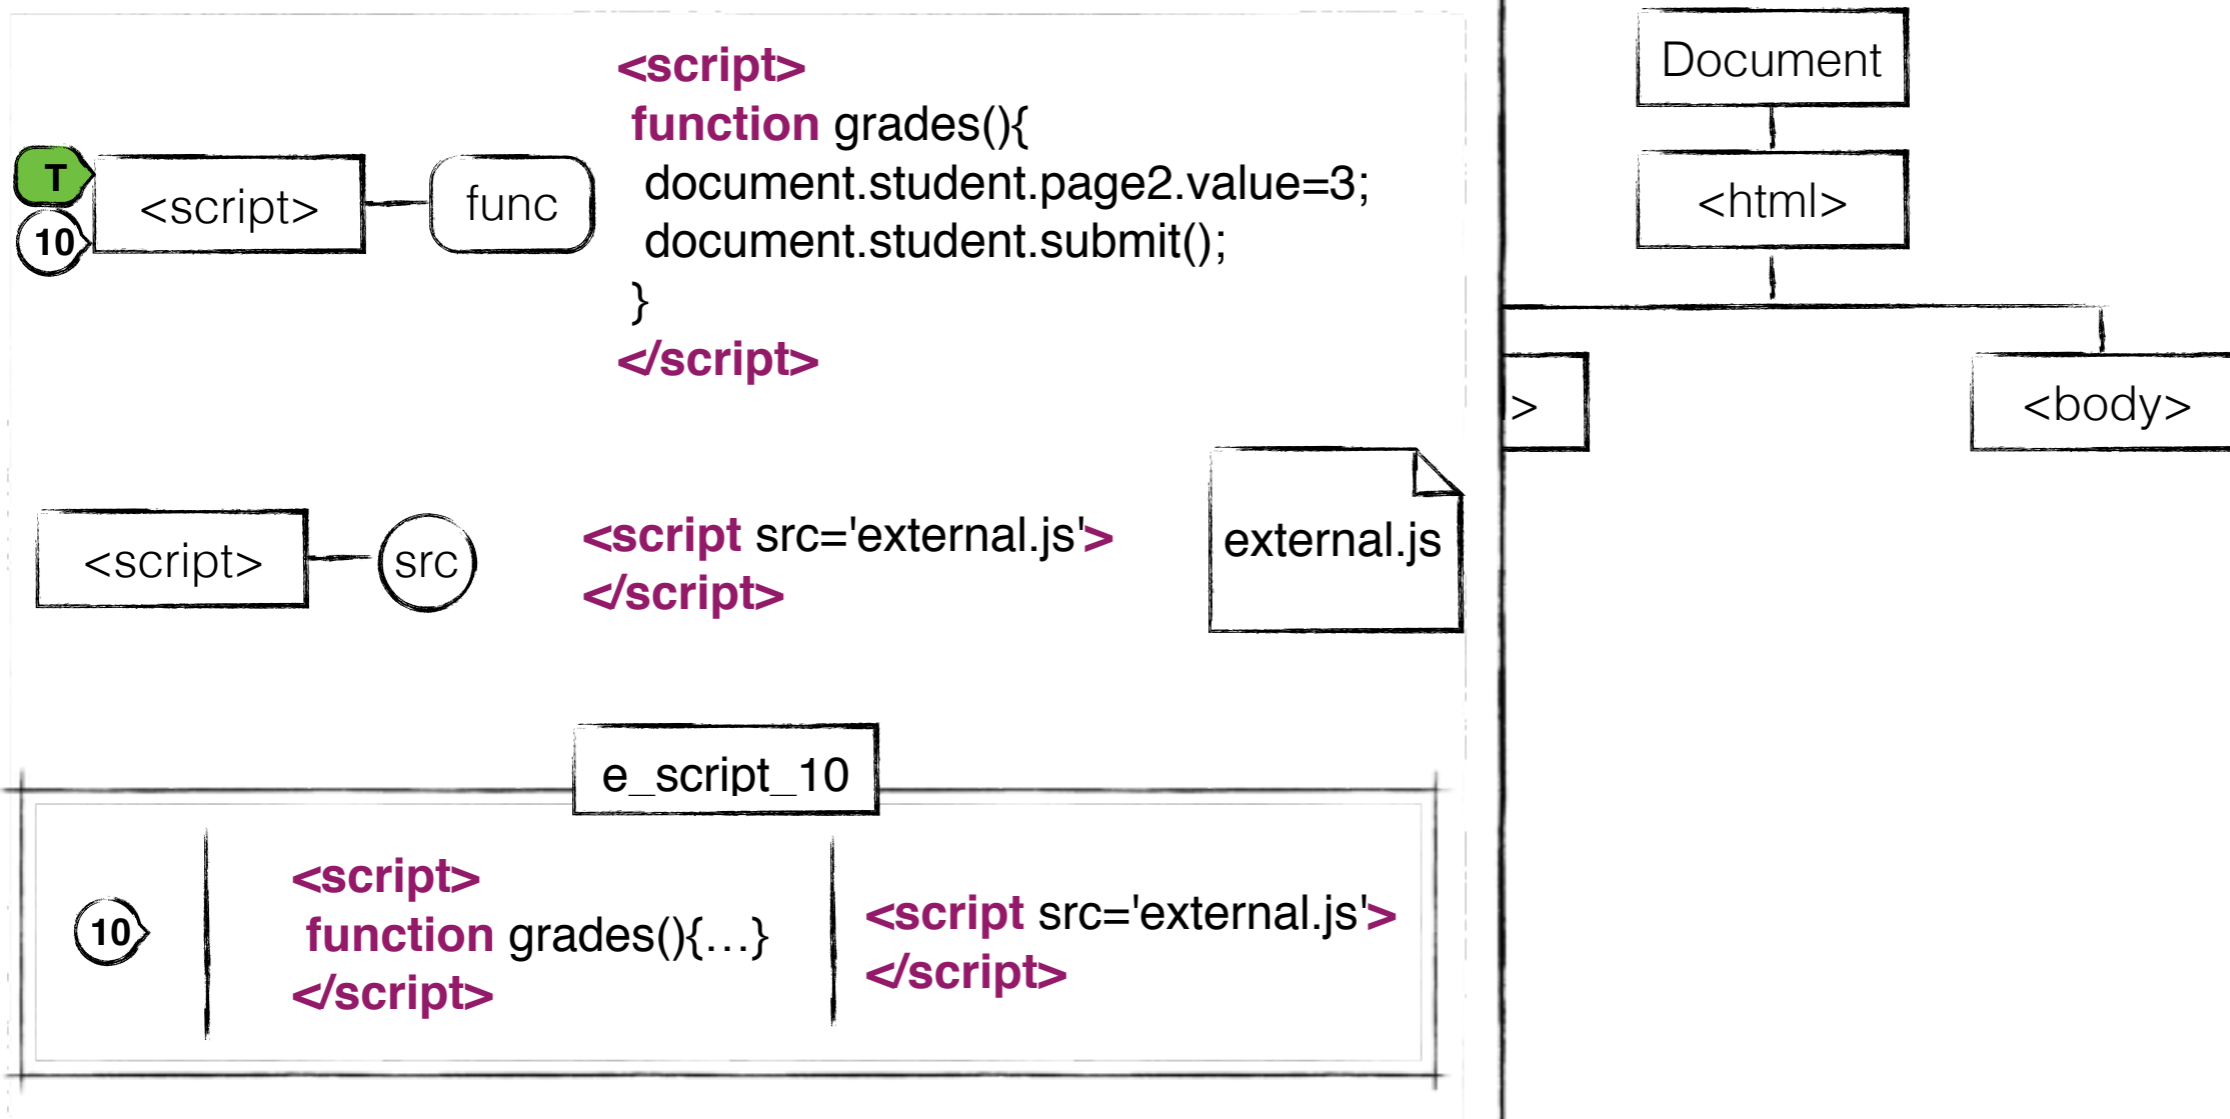 <script>
function grades(){
document.student.page2.value=3;
document.student.submit();
}
</script>
T
10
<script>
func
<script>
src
<script src='external.js'>
</script>
external.js
e_script_10
10
<script>
function grades(){...}
</script>
<script src='external.js'>
</script>
Document
<html>
>
<body>